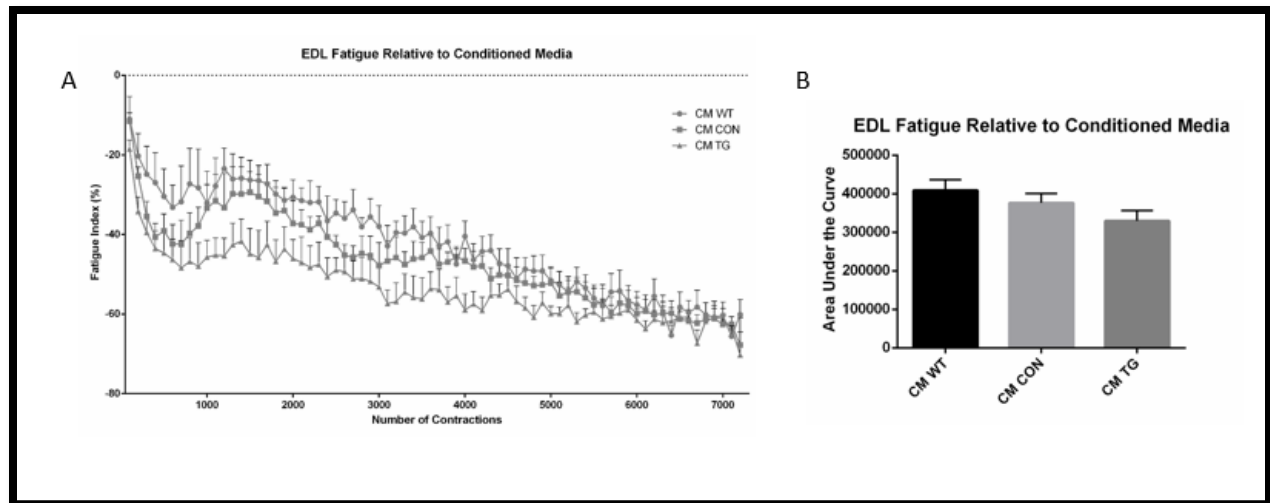 A
EDL Fatigue Relative to Conditioned Media
0
-20
-40
-60
-80
Fatigue Index (%)
CM WT
CM CON
CM TG
1000 2000 3000 4000 5000 6000 7000
Number of Contractions
B
EDL Fatigue Relative to Conditioned Media
500000
400000
300000
200000
100000
0
Area Under the Curve
CM WT
CM CON
CM TG